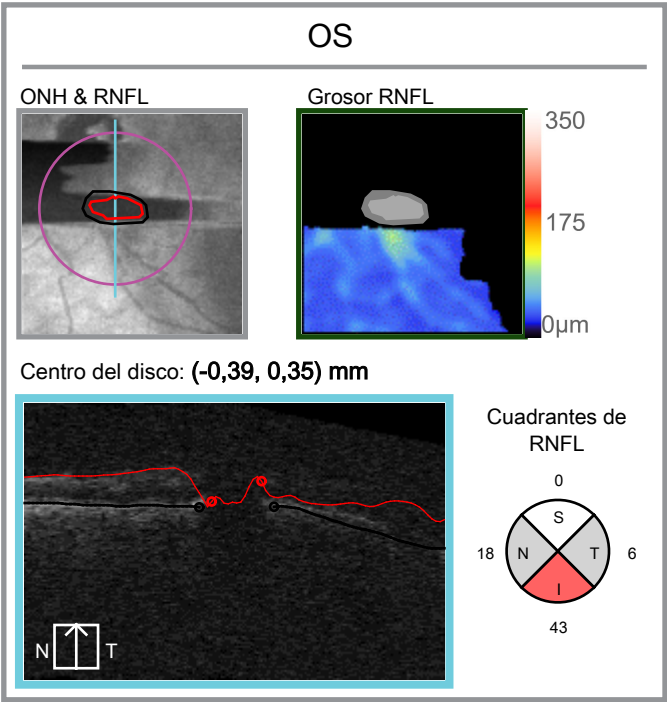 OS
ONH & RNFL
Grosor RNFL
350
175
0µm
Centro del disco: (-0,39, 0,35) mm
Cuadrantes de
RNFL
0
S
18 N T 6
I
43
N T